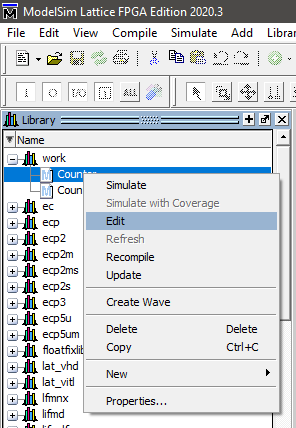 ModelSim Lattice FPGA Edition 2020.3
File Edit View Compile Simulate Add Librar
Library
Name
work
Counter
Coun
ec
ecp
ecp2
ecp2m
ecp2ms
ecp2s
ecp3
ecp5u
ecp5um
floatfixlib
lat_vhd
lat_vitl
lfmnx
lifmd
Simulate
Simulate with Coverage
Edit
Refresh
Recompile
Update
Create Wave
Delete Delete
Copy Ctrl+C
New
Properties...